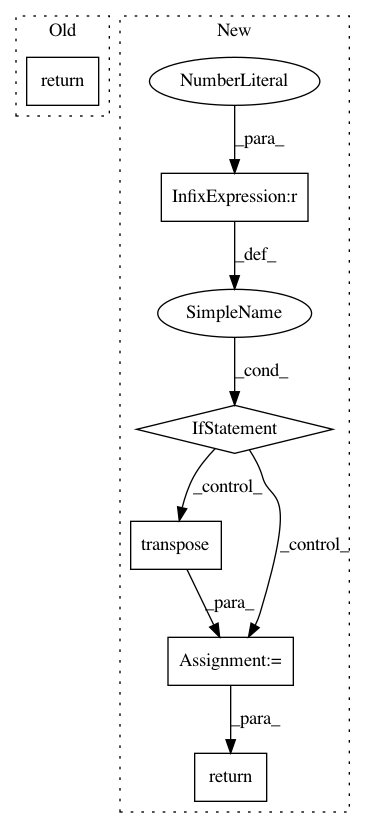 Old
New
return
NumberLiteral
_para_
InfixExpression:r
_def_
SimpleName
_cond_
IfStatement
_control_
transpose
_control_
_para_
Assignment:=
_para_
return